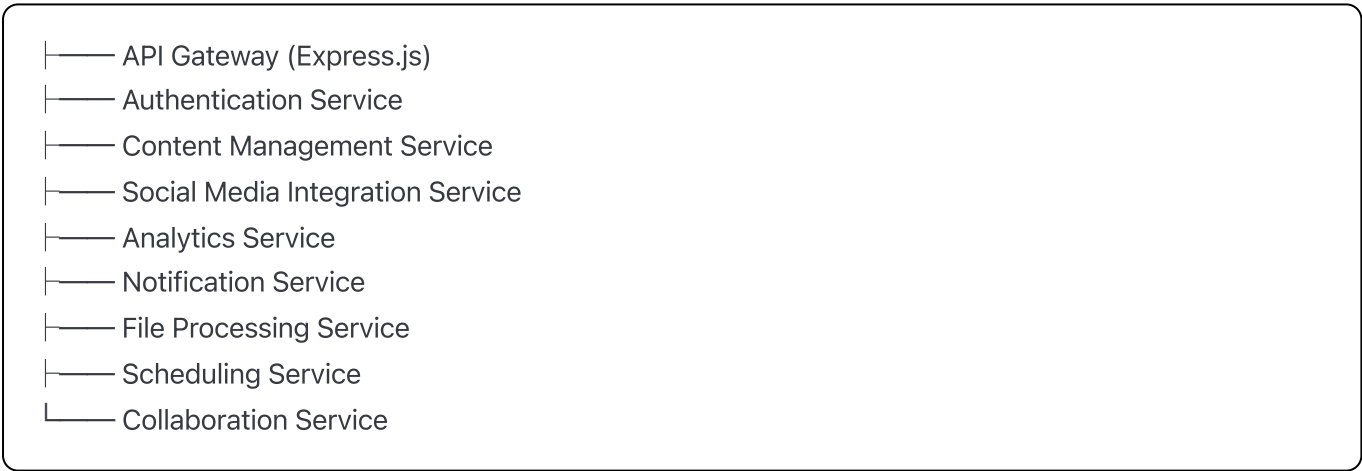 ├── API Gateway (Express.js)
├── Authentication Service
├── Content Management Service
├── Social Media Integration Service
├── Analytics Service
├── Notification Service
├── File Processing Service
├── Scheduling Service
└── Collaboration Service